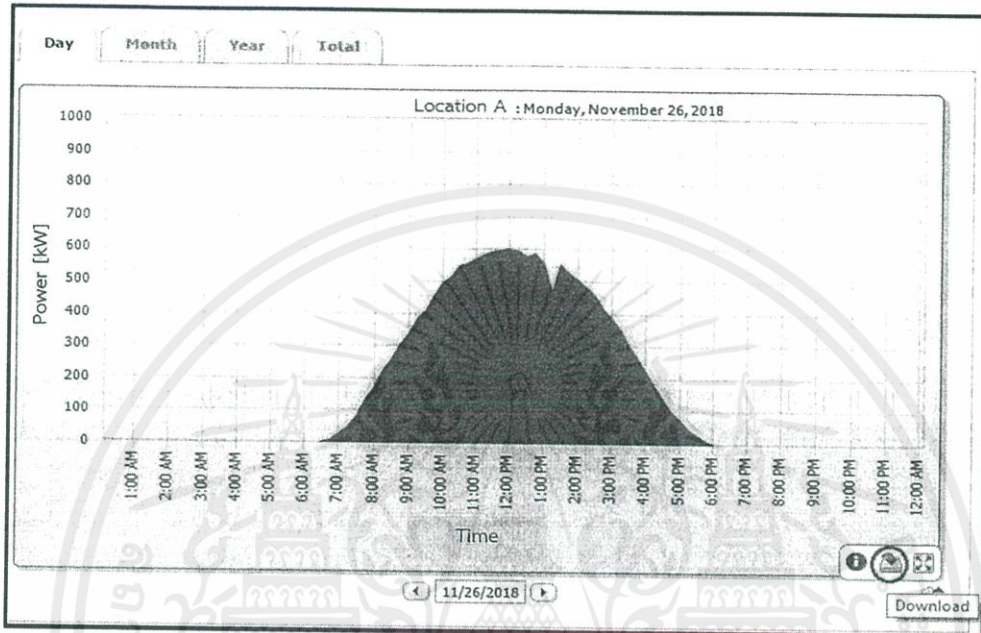 Day Month Year Total
Location A : Monday, November 26, 2018
Power [kW]
1000
900
800
700
600
500
400
300
200
100
0
1:00 AM
2:00 AM
3:00 AM
4:00 AM
5:00 AM
6:00 AM
7:00 AM
8:00 AM
9:00 AM
10:00 AM
11:00 AM
12:00 PM
1:00 PM
2:00 PM
3:00 PM
4:00 PM
5:00 PM
6:00 PM
7:00 PM
8:00 PM
9:00 PM
10:00 PM
11:00 PM
12:00 AM
Time
11/26/2018
Download